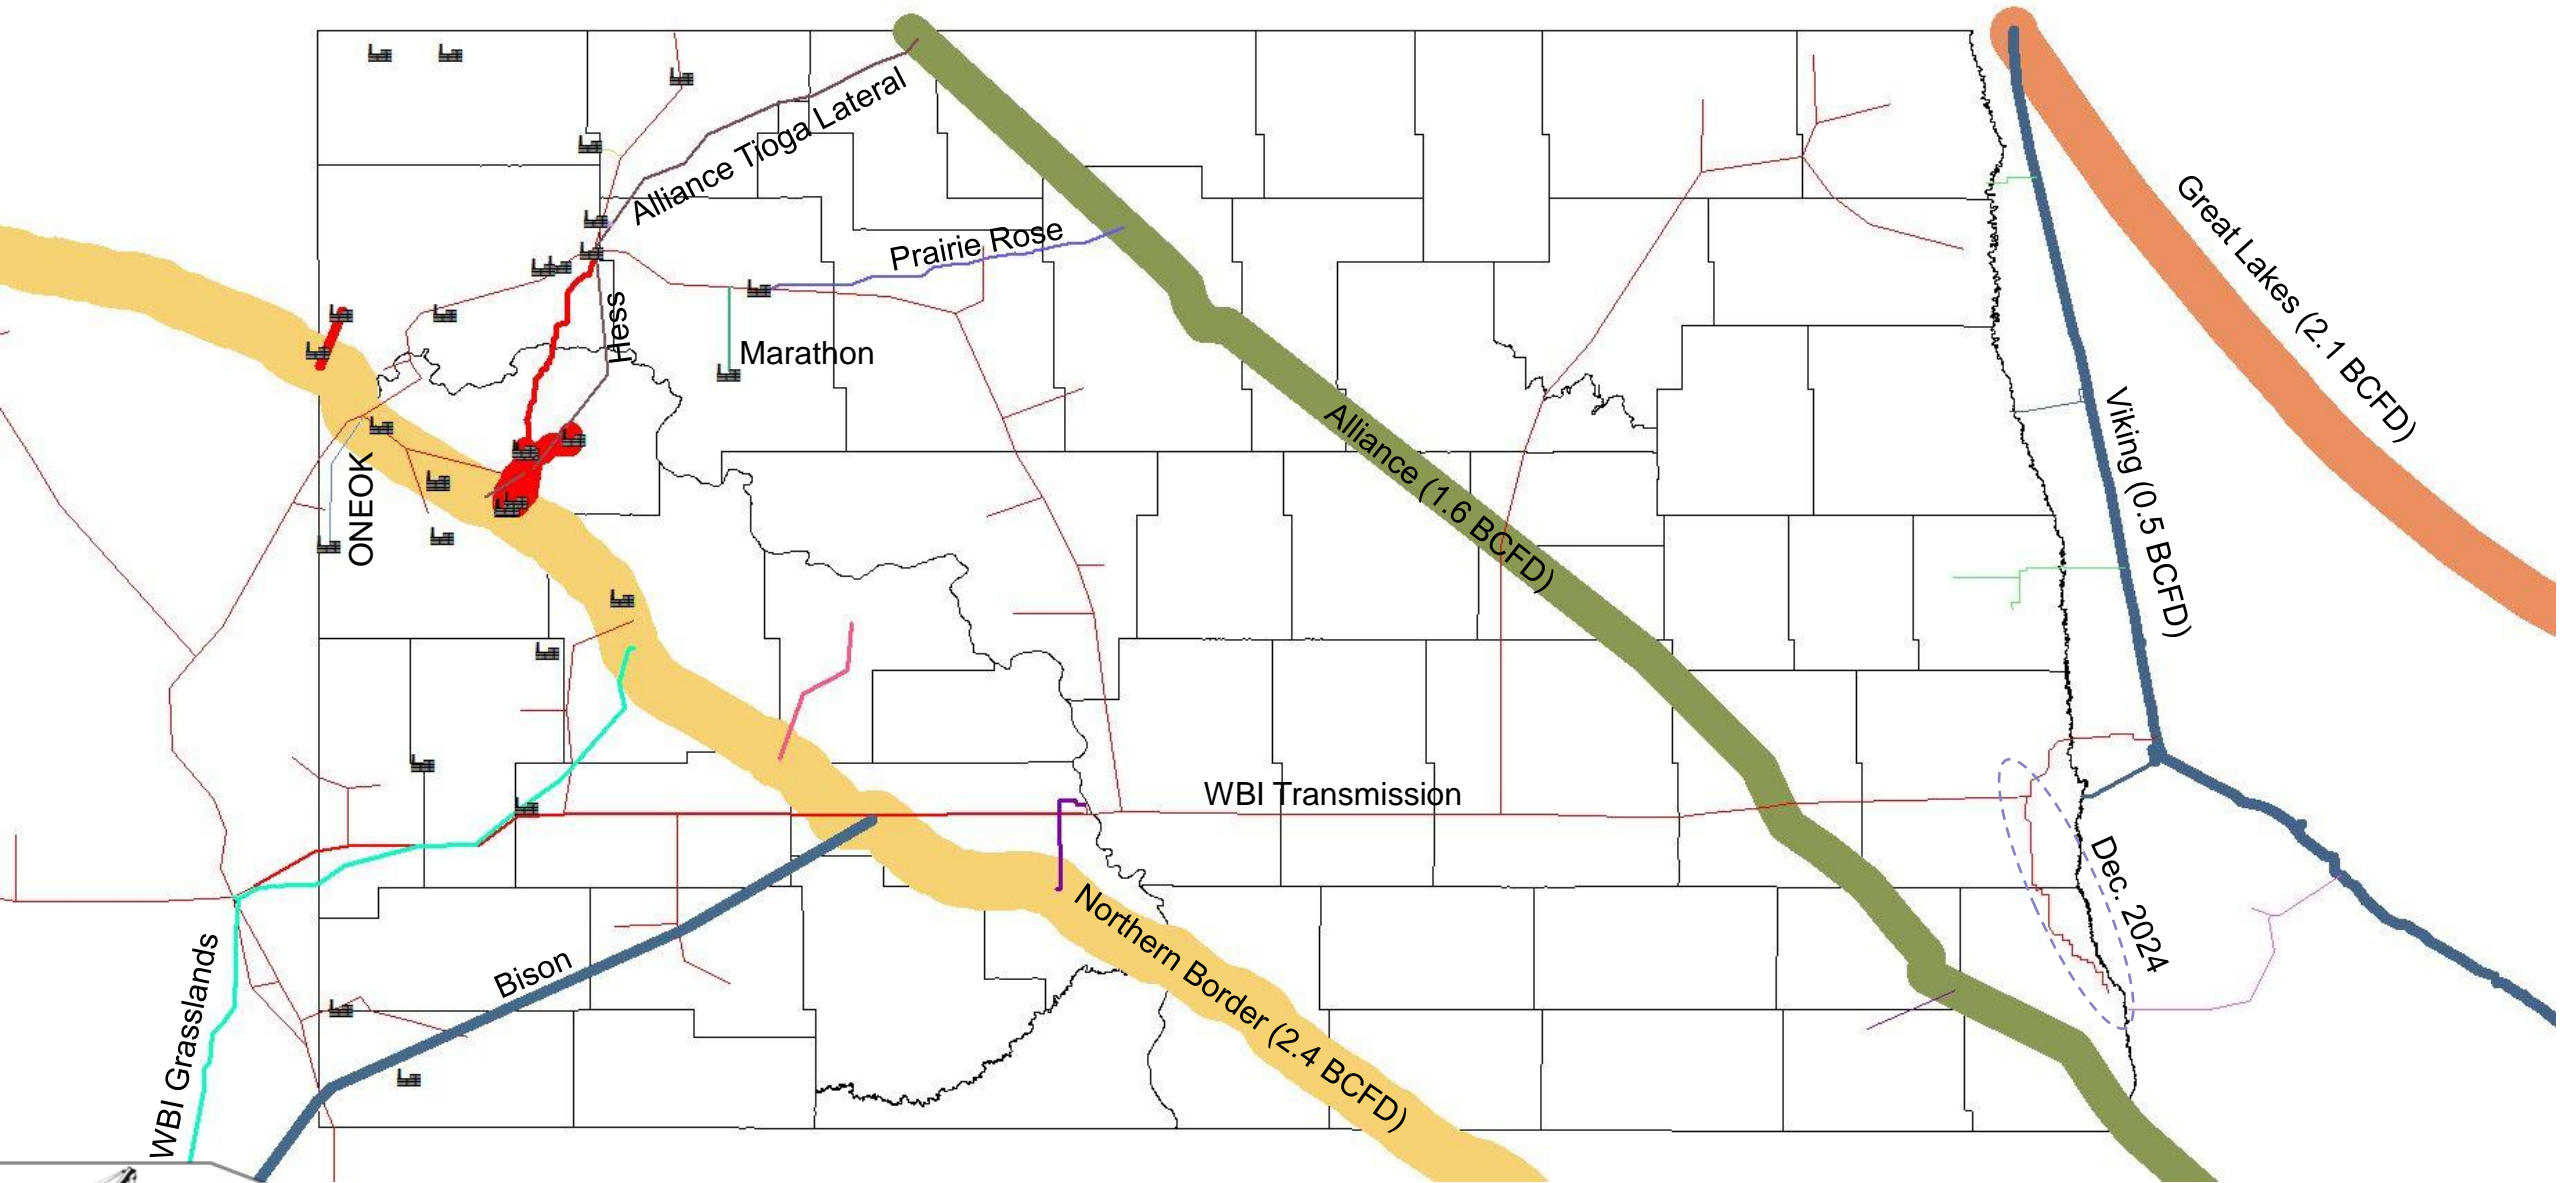 Alliance Tioga Lateral
Prairie Rose
Great Lakes (2.1 BCFD)
Hess
Marathon
Alliance (1.6 BCFD)
Viking (0.5 BCFD)
ONEOK
WBI Transmission
Dec. 2024
Northern Border (2.4 BCFD)
Bison
WBI Grasslands